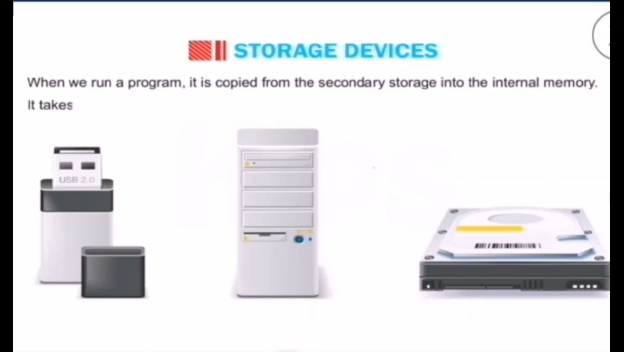 STORAGE DEVICES
When we run a program, it is copied from the secondary storage into the internal memory.
It takes
USB 2.0